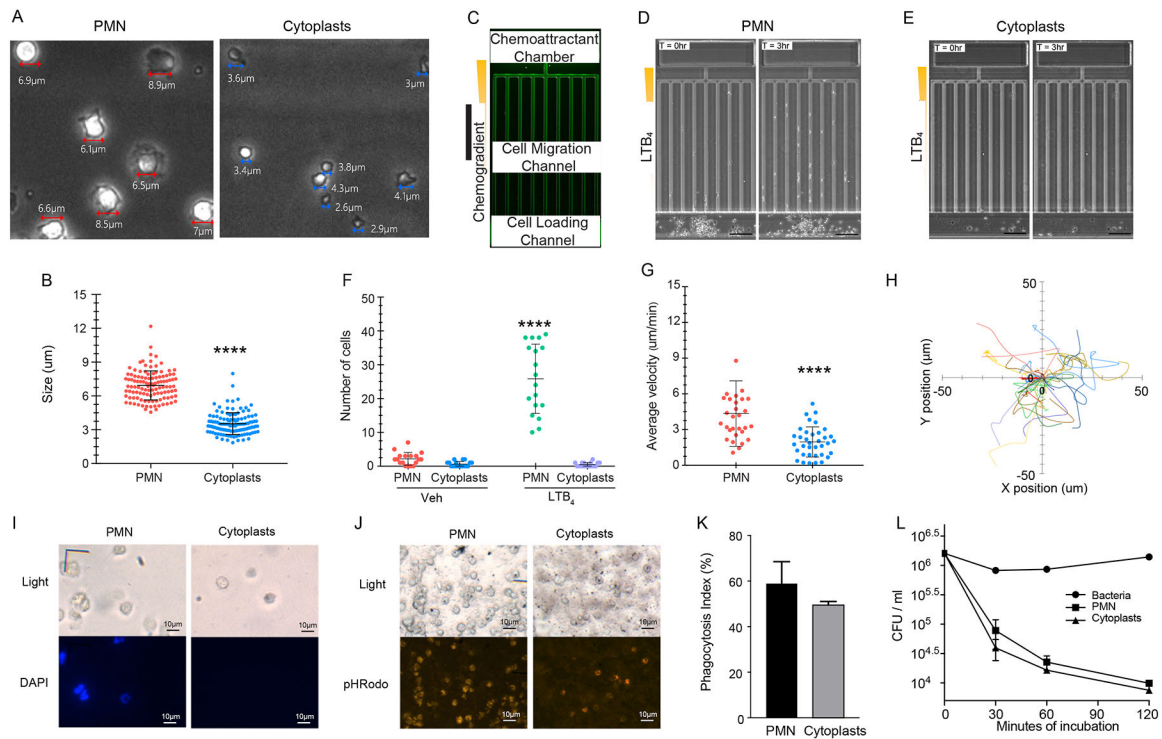 A
PMN
Cytoplasts
6.9μm
8.9μm
6.1μm
6.5μm
6.6μm
8.5μm
7μm
3.6μm
3μm
3.4μm
3.8μm
4.3μm
4.1μm
2.6μm
2.9μm
C
Chemoattractant
Chamber
Chemogradient
Cell Migration
Channel
Cell Loading
Channel
D
PMN
T = 0hr
T = 3hr
LTB4
E
Cytoplasts
T = 0hr
T = 3hr
LTB4
B
Size (um)
15
12
9
6
3
0
****
PMN
Cytoplasts
F
Number of cells
50
40
30
20
10
0
****
PMN
Cytoplasts
PMN
Cytoplasts
Veh
LTB4
G
Average velocity (um/min)
15
12
9
6
3
0
****
PMN
Cytoplasts
H
Y position (μm)
50
-50
0
0
50
-50
X position (um)
I
PMN
Cytoplasts
Light
10μm
10μm
DAPI
10μm
10μm
J
PMN
Cytoplasts
Light
10μm
10μm
pHRodo
10μm
10μm
K
Phagocytosis Index (%)
80
60
40
20
0
PMN
Cytoplasts
L
CFU / ml
10^6.5
10^6
10^5.5
10^5
10^4.5
10^4
Bacteria
PMN
Cytoplasts
0
30
60
90
120
Minutes of incubation